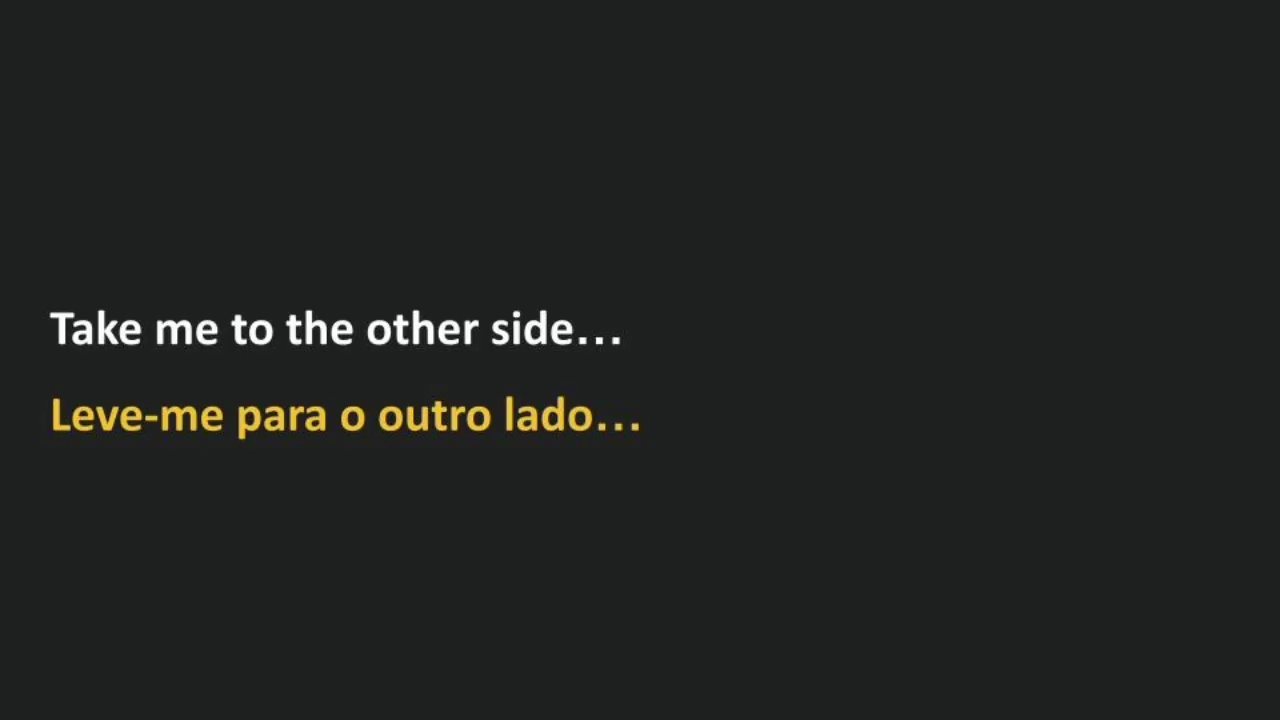 Take me to the other side…
Leve-me para o outro lado…